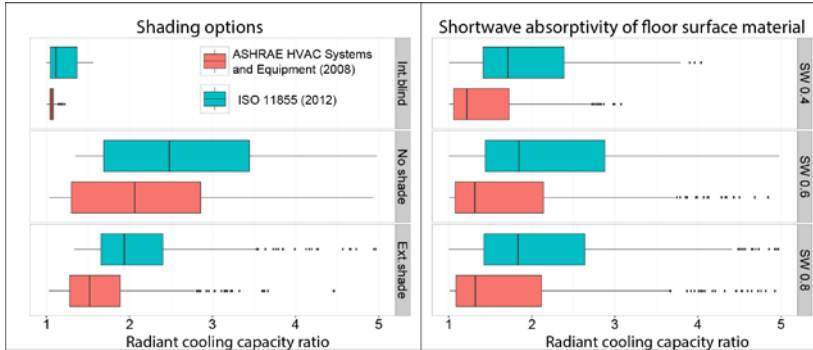 Shading options
ASHRAE HVAC Systems
and Equipment (2008)
ISO 11855 (2012)
Int.blind
No shade
Ext.shade
1 2 3 4 5
Radiant cooling capacity ratio
Shortwave absorptivity of floor surface material
SW 0.4
SW 0.6
SW 0.8
1 2 3 4 5
Radiant cooling capacity ratio